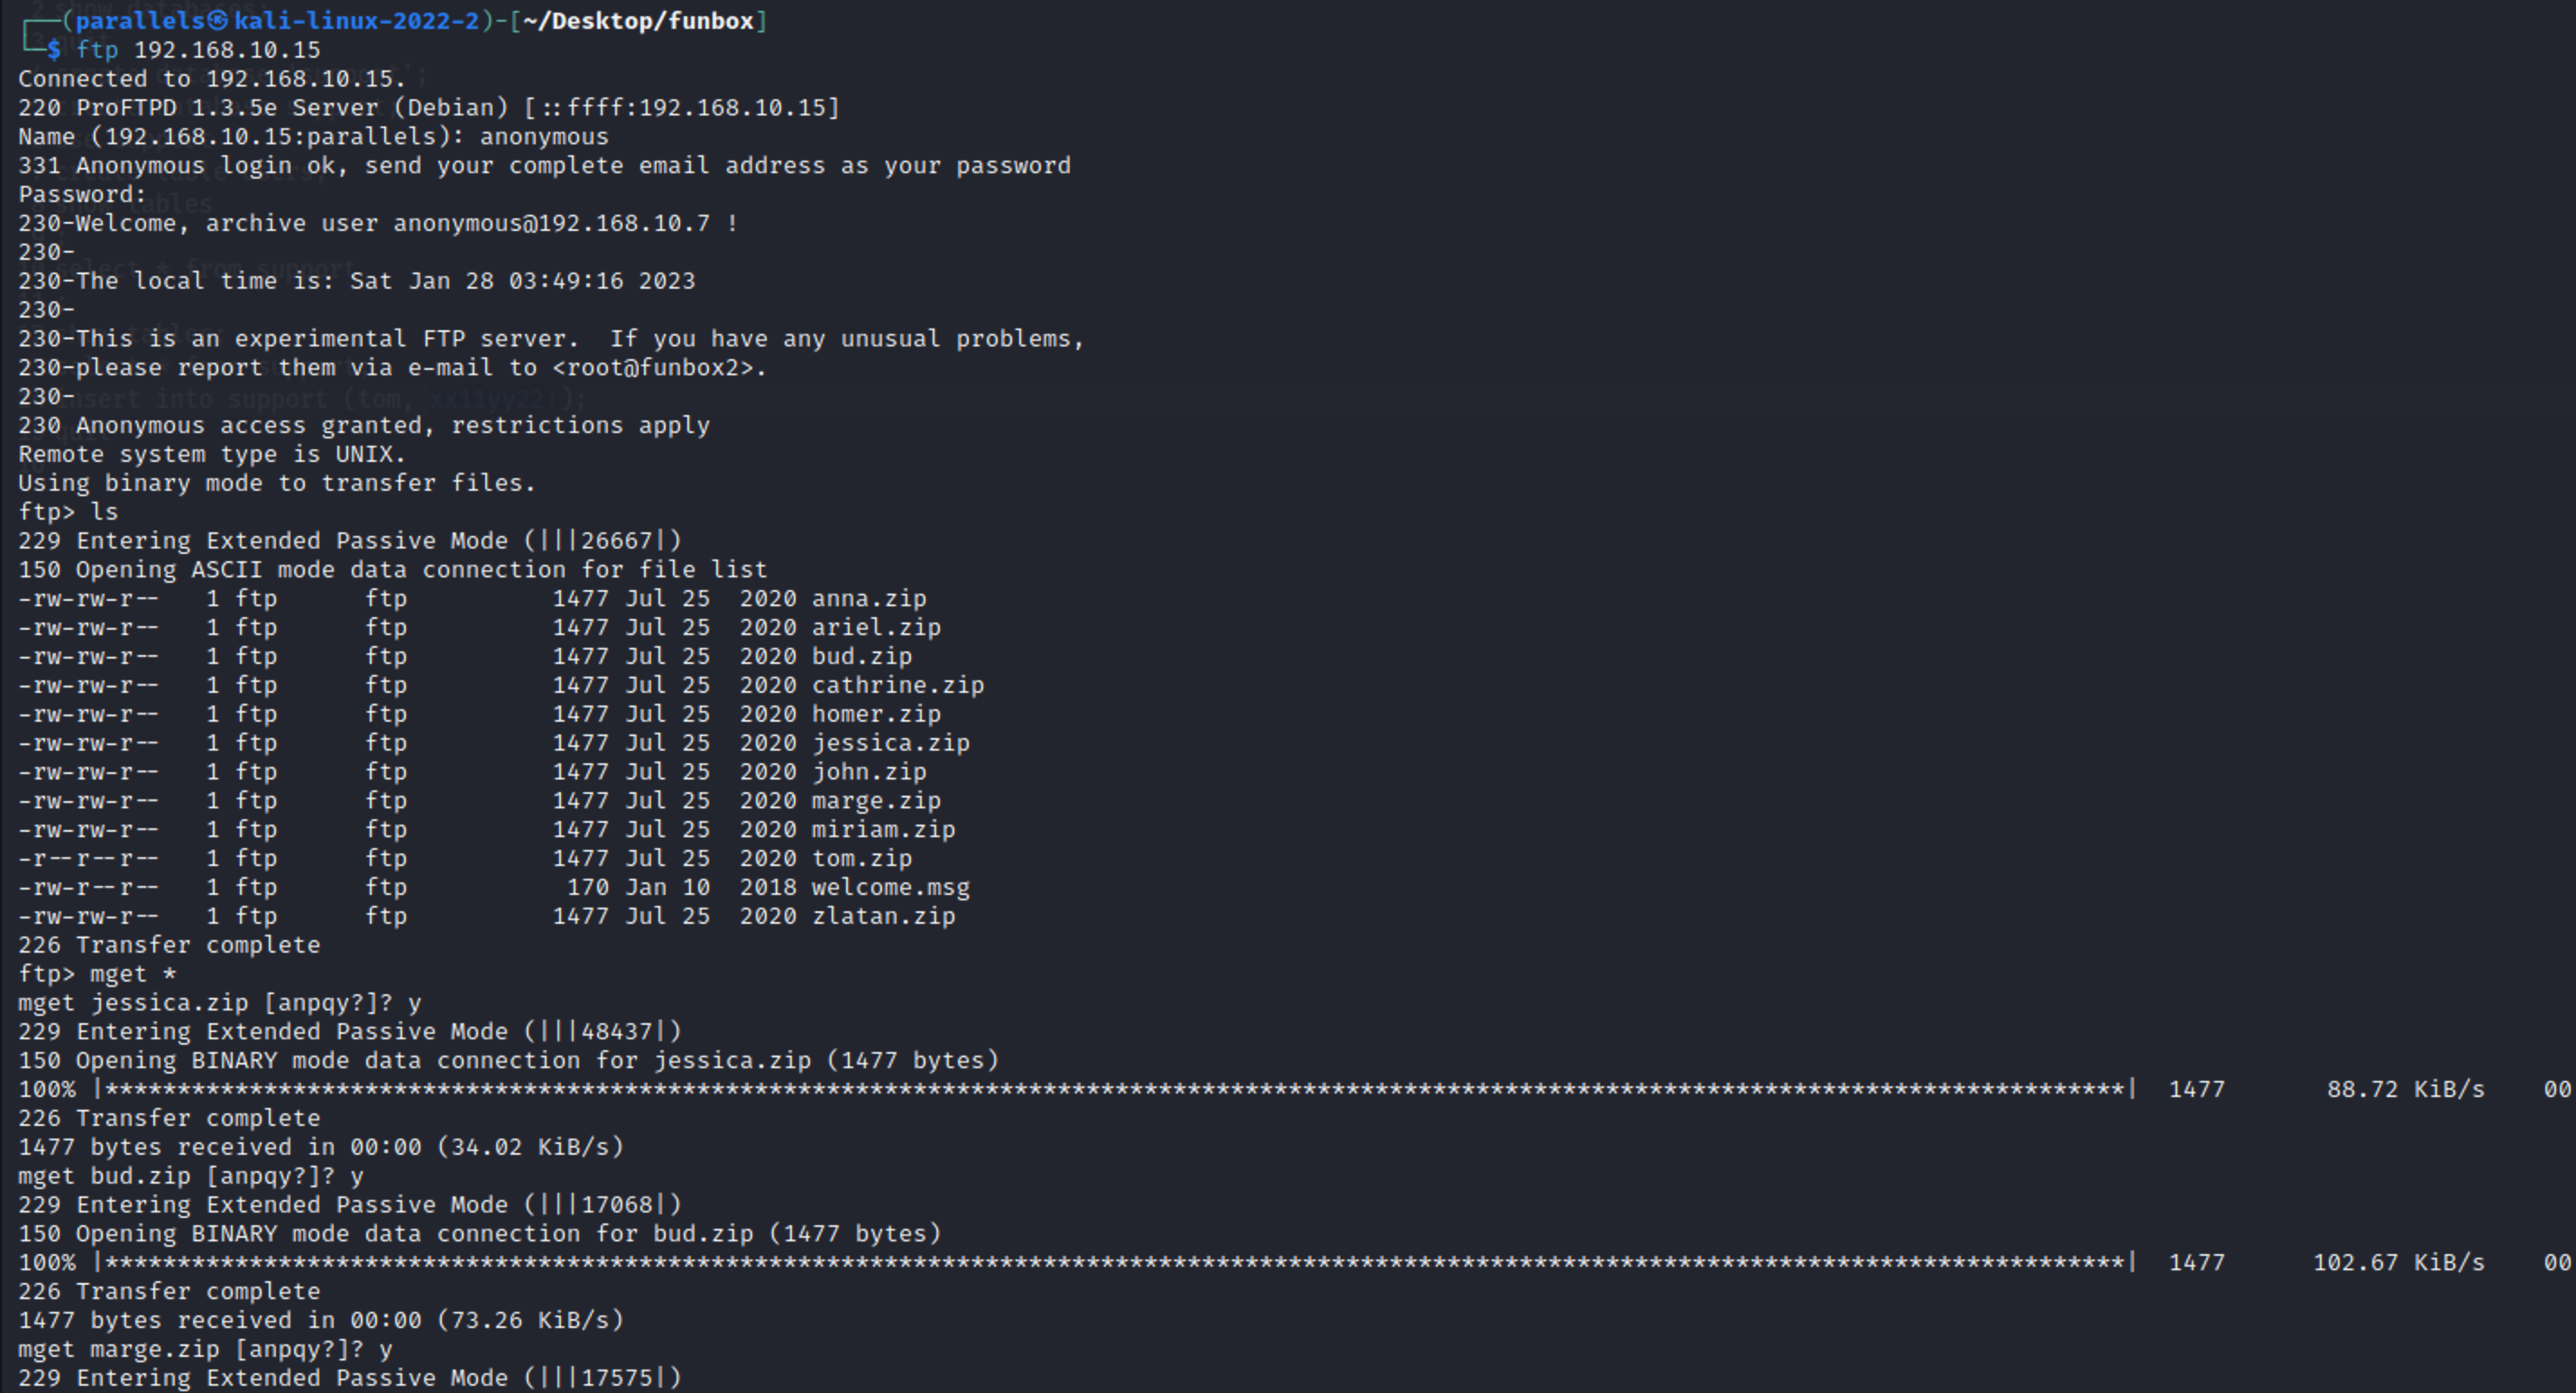 ┌──(parallels㉿kali-linux-2022-2)-[~/Desktop/funbox]
└─$ ftp 192.168.10.15
Connected to 192.168.10.15.
220 ProFTPD 1.3.5e Server (Debian) [::ffff:192.168.10.15]
Name (192.168.10.15:parallels): anonymous
331 Anonymous login ok, send your complete email address as your password
Password:
230-Welcome, archive user anonymous@192.168.10.7 !
230-
230-The local time is: Sat Jan 28 03:49:16 2023
230-
230-This is an experimental FTP server.  If you have any unusual problems,
230-please report them via e-mail to <root@funbox2>.
230-
230 Anonymous access granted, restrictions apply
Remote system type is UNIX.
Using binary mode to transfer files.
ftp> ls
229 Entering Extended Passive Mode (|||26667|)
150 Opening ASCII mode data connection for file list
-rw-rw-r--   1 ftp      ftp          1477 Jul 25  2020 anna.zip
-rw-rw-r--   1 ftp      ftp          1477 Jul 25  2020 ariel.zip
-rw-rw-r--   1 ftp      ftp          1477 Jul 25  2020 bud.zip
-rw-rw-r--   1 ftp      ftp          1477 Jul 25  2020 cathrine.zip
-rw-rw-r--   1 ftp      ftp          1477 Jul 25  2020 homer.zip
-rw-rw-r--   1 ftp      ftp          1477 Jul 25  2020 jessica.zip
-rw-rw-r--   1 ftp      ftp          1477 Jul 25  2020 john.zip
-rw-rw-r--   1 ftp      ftp          1477 Jul 25  2020 marge.zip
-rw-rw-r--   1 ftp      ftp          1477 Jul 25  2020 miriam.zip
-r--r--r--   1 ftp      ftp          1477 Jul 25  2020 tom.zip
-rw-r--r--   1 ftp      ftp           170 Jan 10  2018 welcome.msg
-rw-rw-r--   1 ftp      ftp          1477 Jul 25  2020 zlatan.zip
226 Transfer complete
ftp> mget *
mget jessica.zip [anpqy?]? y
229 Entering Extended Passive Mode (|||48437|)
150 Opening BINARY mode data connection for jessica.zip (1477 bytes)
100% |*********************************************************************************************************************************************|  1477       88.72 KiB/s    00
226 Transfer complete
1477 bytes received in 00:00 (34.02 KiB/s)
mget bud.zip [anpqy?]? y
229 Entering Extended Passive Mode (|||17068|)
150 Opening BINARY mode data connection for bud.zip (1477 bytes)
100% |*********************************************************************************************************************************************|  1477      102.67 KiB/s    00
226 Transfer complete
1477 bytes received in 00:00 (73.26 KiB/s)
mget marge.zip [anpqy?]? y
229 Entering Extended Passive Mode (|||17575|)